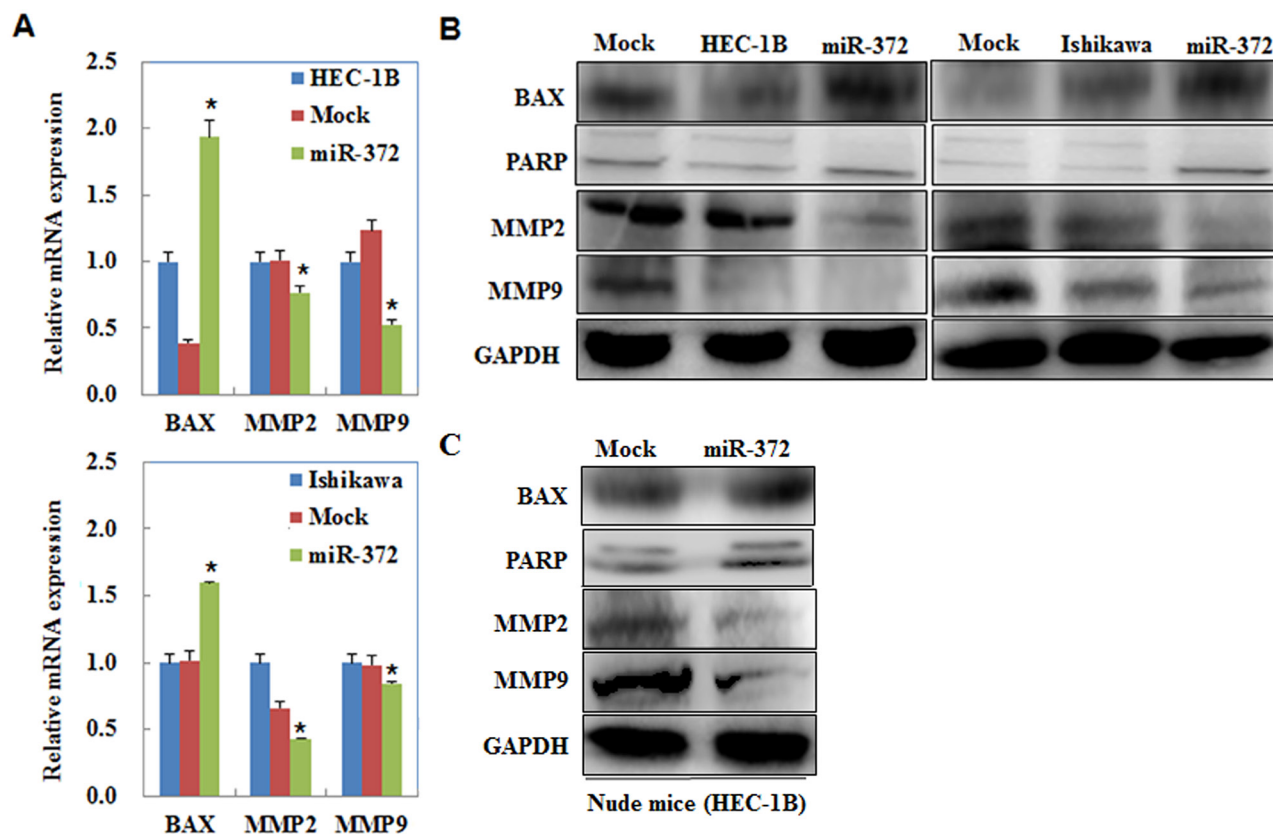 A
Relative mRNA expression
2.5
2.0
1.5
1.0
0.5
0.0
HEC-1B
Mock
miR-372
*
*
*
BAX MMP2 MMP9
Relative mRNA expression
2.5
2.0
1.5
1.0
0.5
0.0
Ishikawa
Mock
miR-372
*
*
*
BAX MMP2 MMP9
B
Mock HEC-1B miR-372 Mock Ishikawa miR-372
BAX
PARP
MMP2
MMP9
GAPDH
C
Mock miR-372
BAX
PARP
MMP2
MMP9
GAPDH
Nude mice (HEC-1B)